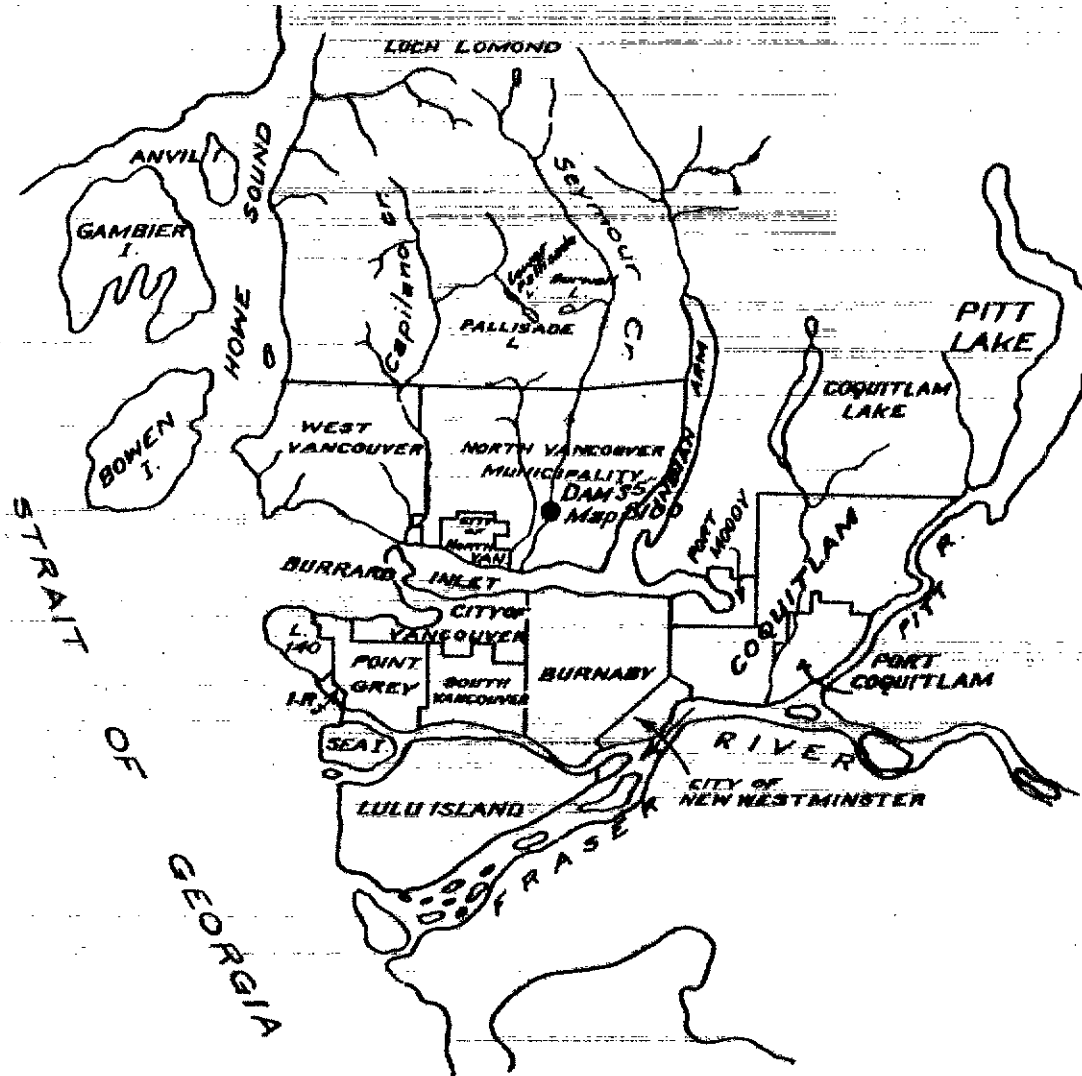 LOCH LOMOND
ANVIL I.
HOWE SOUND
GAMBIER
I.
Capilano cr.
Seymour Cr
Burwell
L.
PALLISADE
L
PITT
LAKE
INDIAN ARM
COQUITLAM
LAKE
BOWEN
I.
WEST
VANCOUVER
NORTH VANCOUVER
MUNICIPALITY
DAM 35
CITY
OF
NORTH
VAN
PORT
MOODY
BURRARD INLET
COQUITLAM
PITT R.
STRAIT OF GEORGIA
L.
140
CITY OF
VANCOUVER
POINT
GREY
SOUTH
VANCOUVER
BURNABY
PORT
COQUITLAM
I.R.
SEA I
LULU ISLAND
FRASER RIVER
CITY OF
NEW WESTMINSTER